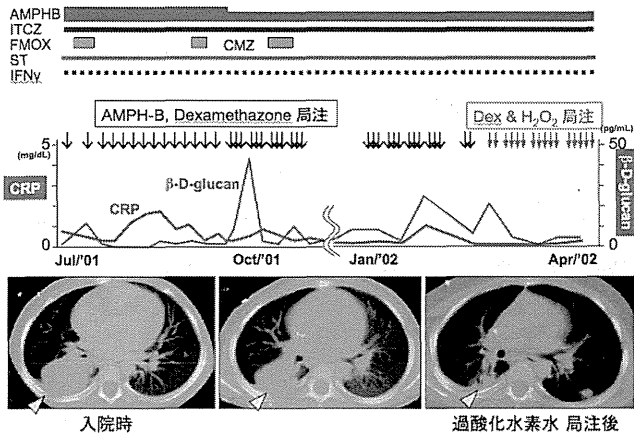 AMPHB
ITCZ
FMOX CMZ
ST
IFNγ
AMPH-B, Dexamethazone 局注
Dex & H₂O₂ 局注
5
(mg/dL)
(pg/mL)
50
CRP
β-D-glucan
CRP
β-D-glucan
0
0
Jul/'01 Oct/'01 Jan/'02 Apr/'02
入院時
過酸化水素水 局注後